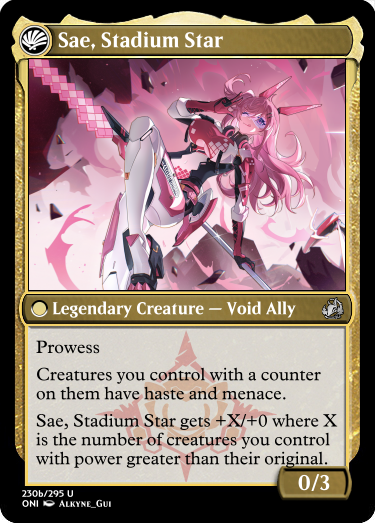 Sae, Stadium Star
Legendary Creature — Void Ally
Prowess
Creatures you control with a counter
on them have haste and menace.
Sae, Stadium Star gets +X/+0 where X
is the number of creatures you control
with power greater than their original.
0/3
230b/295 U
ONI Alkyne_Gui